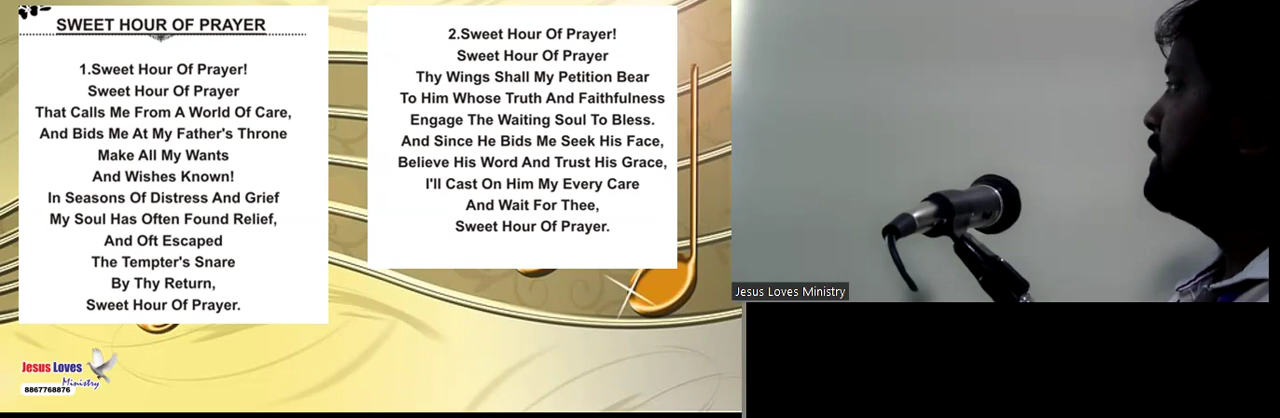 SWEET HOUR OF PRAYER
1.Sweet Hour Of Prayer!
Sweet Hour Of Prayer
That Calls Me From A World Of Care,
And Bids Me At My Father's Throne
Make All My Wants
And Wishes Known!
In Seasons Of Distress And Grief
My Soul Has Often Found Relief,
And Oft Escaped
The Tempter's Snare
By Thy Return,
Sweet Hour Of Prayer.
2.Sweet Hour Of Prayer!
Sweet Hour Of Prayer
Thy Wings Shall My Petition Bear
To Him Whose Truth And Faithfulness
Engage The Waiting Soul To Bless.
And Since He Bids Me Seek His Face,
Believe His Word And Trust His Grace,
I'll Cast On Him My Every Care
And Wait For Thee,
Sweet Hour Of Prayer.
Jesus Loves
Ministry
8867768876
Jesus Loves Ministry